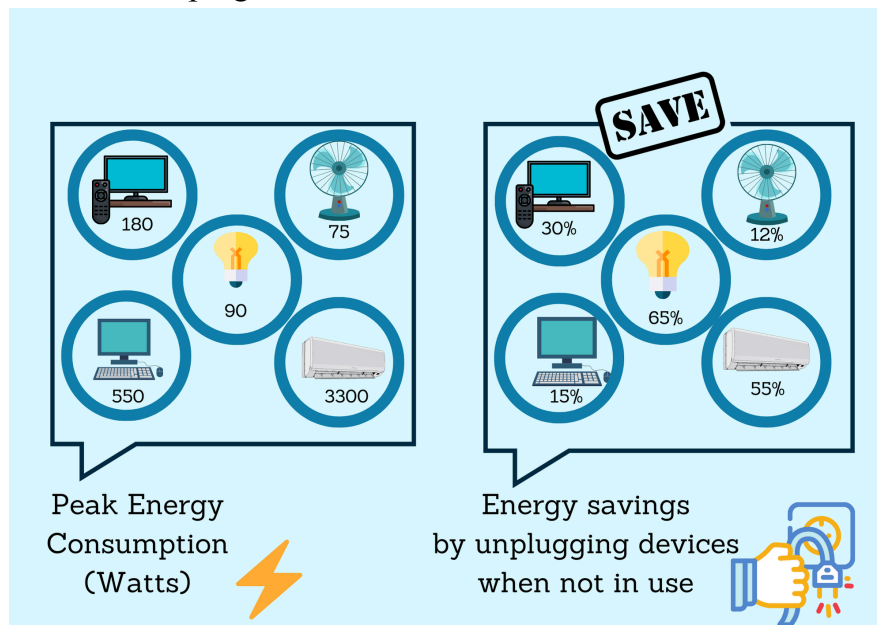 SAVE
180
75
90
550
3300
30%
12%
65%
15%
55%
Peak Energy
Consumption
(Watts)
Energy savings
by unplugging devices
when not in use